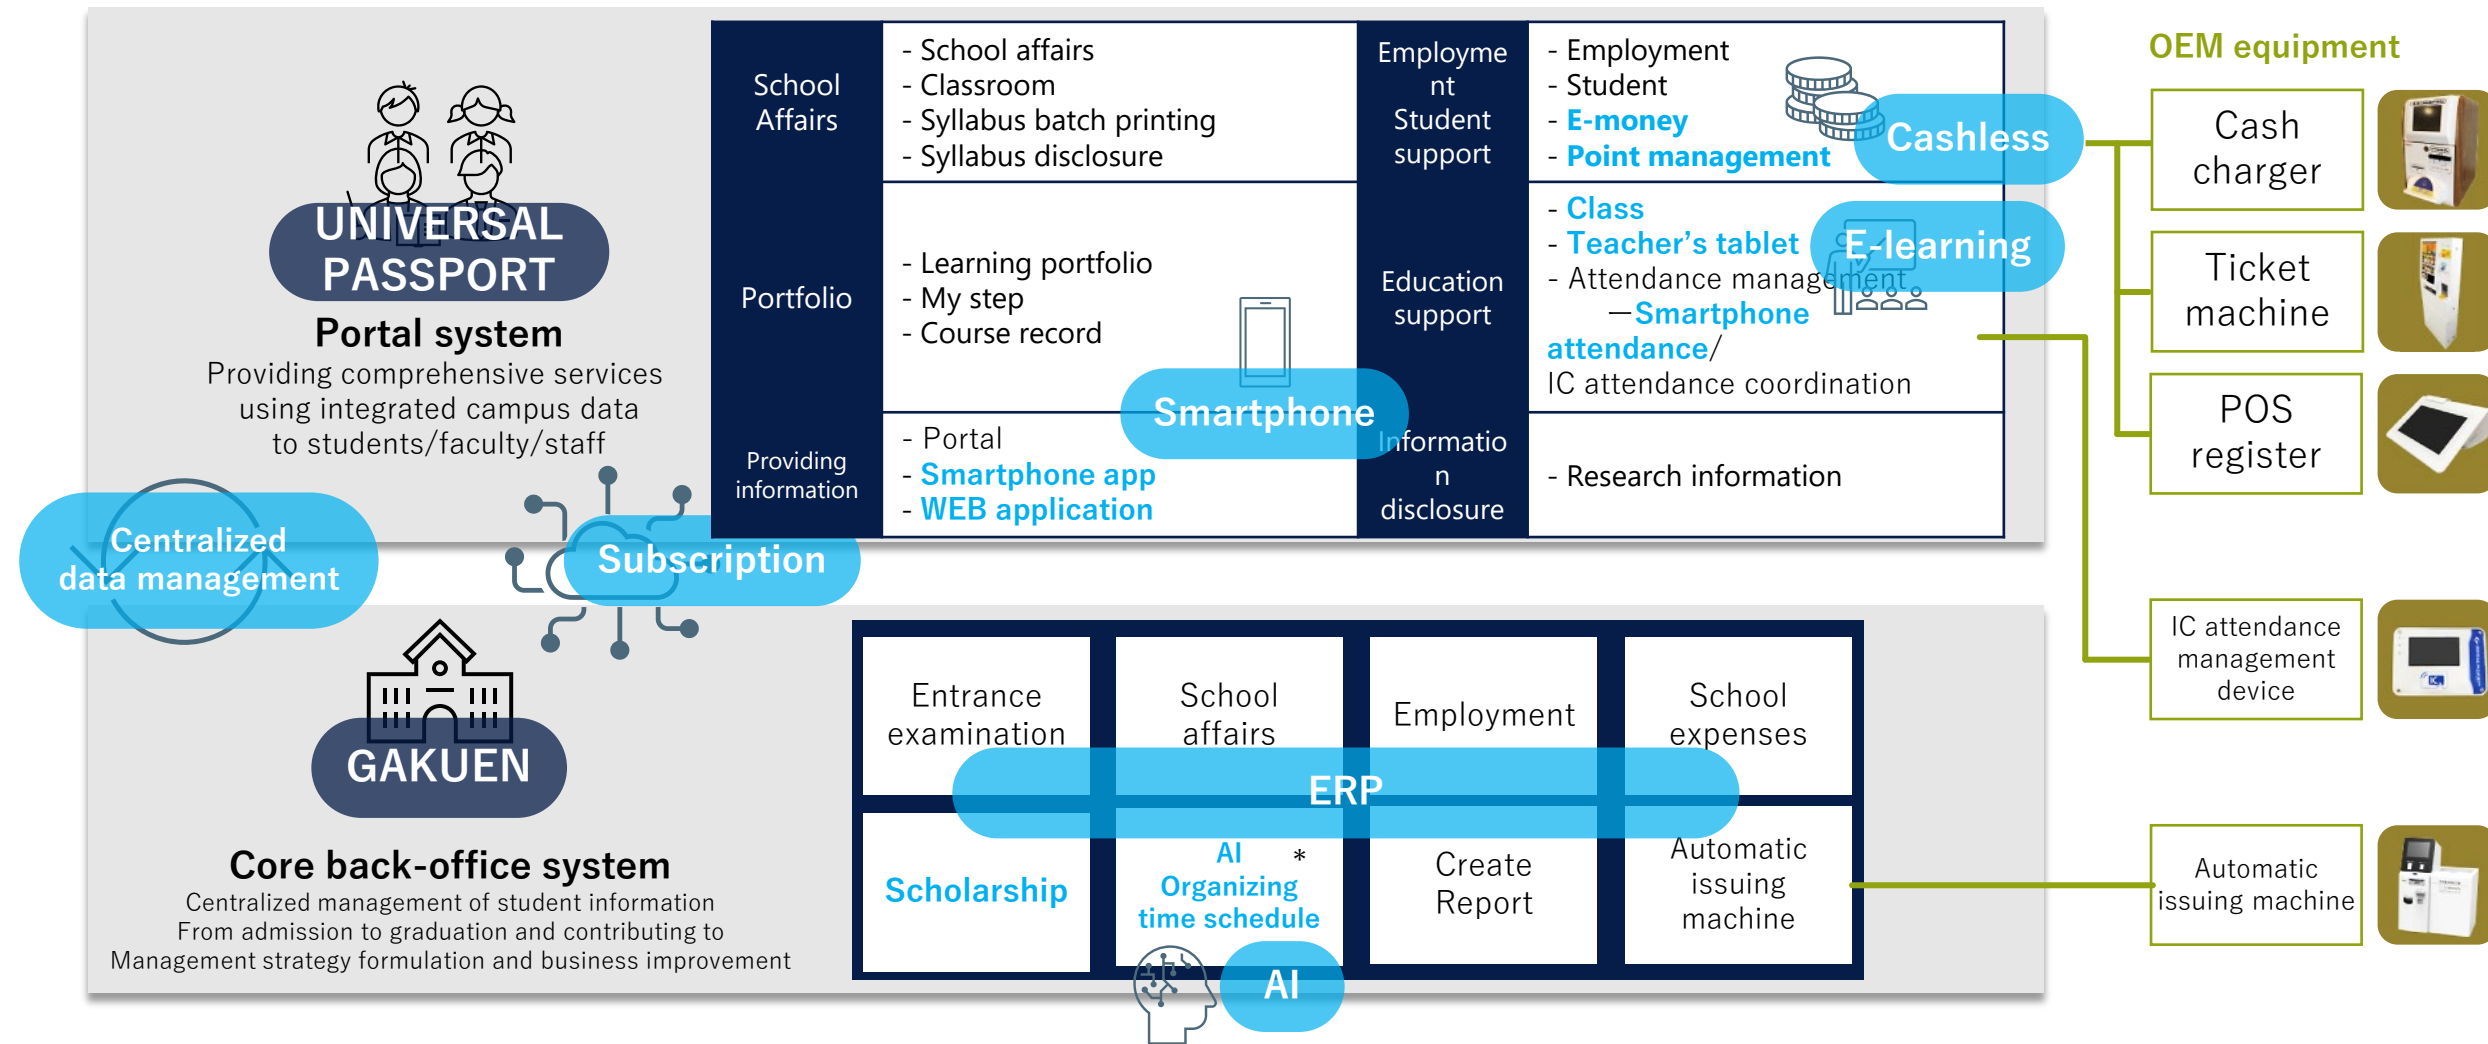 UNIVERSAL
PASSPORT
Portal system
Providing comprehensive services
using integrated campus data
to students/faculty/staff
School
Affairs
- School affairs
- Classroom
- Syllabus batch printing
- Syllabus disclosure
Employme
nt
Student
support
- Employment
- Student
- E-money
- Point management
Cashless
Portfolio
- Learning portfolio
- My step
- Course record
Smartphone
Education
support
- Class
- Teacher’s tablet
- Attendance management
—Smartphone
attendance/
IC attendance coordination
E-learning
Providing
information
- Portal
- Smartphone app
- WEB application
Informatio
n
disclosure
- Research information
Centralized
data management
Subscription
GAKUEN
Core back-office system
Centralized management of student information
From admission to graduation and contributing to
Management strategy formulation and business improvement
Entrance
examination
School
affairs
Employment
School
expenses
ERP
Scholarship
AI *
Organizing
time schedule
Create
Report
Automatic
issuing
machine
AI
OEM equipment
Cash
charger
Ticket
machine
POS
register
IC attendance
management
device
Automatic
issuing machine